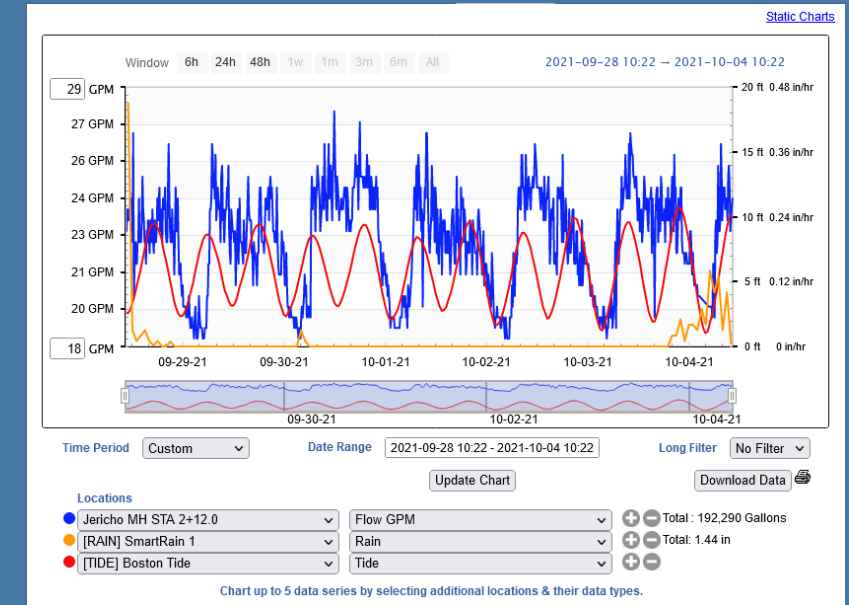 Static Charts
Window 6h 24h 48h 1w 1m 3m 6m All 2021-09-28 10:22 → 2021-10-04 10:22
29 GPM 20 ft 0.48 in/hr
27 GPM
26 GPM 15 ft 0.36 in/hr
24 GPM
23 GPM 10 ft 0.24 in/hr
21 GPM 5 ft 0.12 in/hr
20 GPM
18 GPM 0 ft 0 in/hr
09-29-21 09-30-21 10-01-21 10-02-21 10-03-21 10-04-21
09-30-21 10-02-21 10-04-21
Time Period Custom Date Range 2021-09-28 10:22 - 2021-10-04 10:22 Long Filter No Filter
Update Chart Download Data
Locations
Jericho MH STA 2+12.0 Flow GPM Total : 192,290 Gallons
[RAIN] SmartRain 1 Rain Total: 1.44 in
[TIDE] Boston Tide Tide
Chart up to 5 data series by selecting additional locations & their data types.